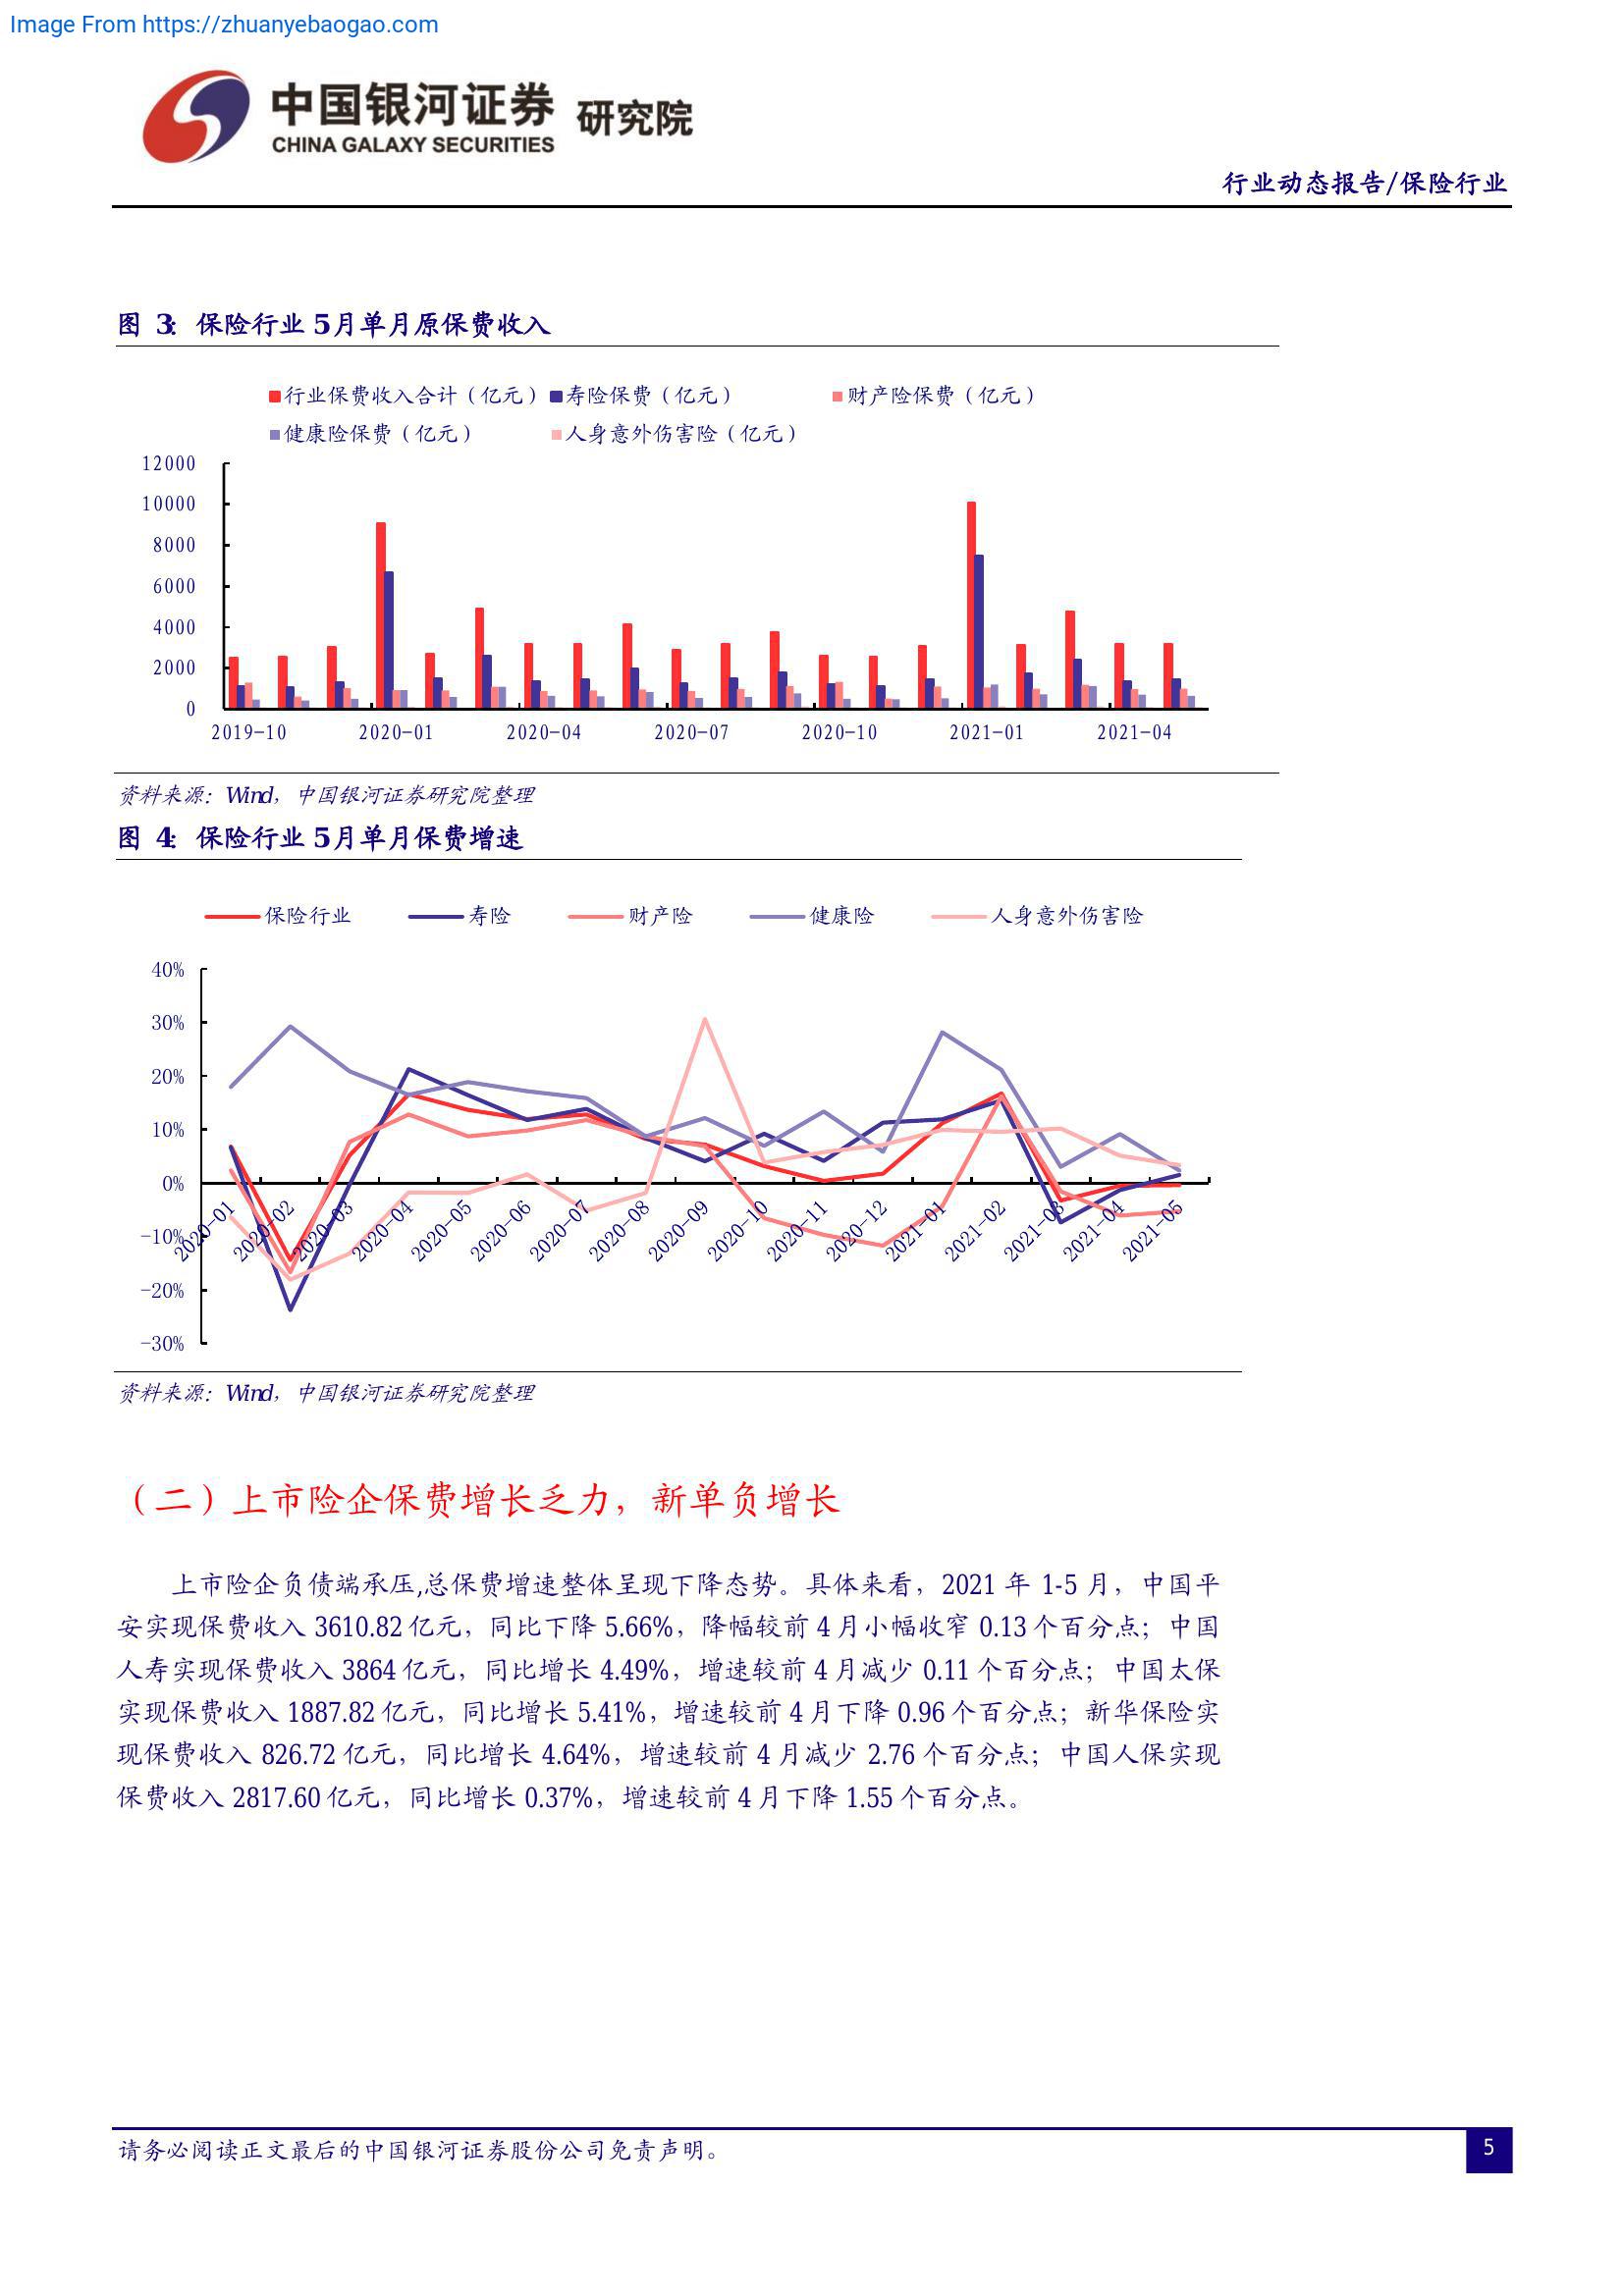 Image From https://zhuanyebaogao.com
中国银河证券 研究院
CHINA GALAXY SECURITIES
行业动态报告/保险行业
图 3： 保险行业 5月单月原保费收入
行业保费收入合计（亿元） 寿险保费（亿元） 财产险保费（亿元）
健康险保费（亿元） 人身意外伤害险（亿元）
12000
10000
8000
6000
4000
2000
0
2019-10 2020-01 2020-04 2020-07 2020-10 2021-01 2021-04
资料来源：Wind，中国银河证券研究院整理
图 4： 保险行业 5月单月保费增速
保险行业 寿险 财产险 健康险 人身意外伤害险
40%
30%
20%
10%
0%
-10%
-20%
-30%
2020-01 2020-02 2020-03 2020-04 2020-05 2020-06 2020-07 2020-08 2020-09 2020-10 2020-11 2020-12 2021-01 2021-02 2021-03 2021-04 2021-05
资料来源：Wind，中国银河证券研究院整理
（二）上市险企保费增长乏力，新单负增长
上市险企负债端承压,总保费增速整体呈现下降态势。具体来看，2021 年 1-5 月，中国平
安实现保费收入 3610.82 亿元，同比下降 5.66%，降幅较前 4 月小幅收窄 0.13 个百分点；中国
人寿实现保费收入 3864 亿元，同比增长 4.49%，增速较前 4 月减少 0.11 个百分点；中国太保
实现保费收入 1887.82 亿元，同比增长 5.41%，增速较前 4 月下降 0.96 个百分点；新华保险实
现保费收入 826.72 亿元，同比增长 4.64%，增速较前 4 月减少 2.76 个百分点；中国人保实现
保费收入 2817.60 亿元，同比增长 0.37%，增速较前 4 月下降 1.55 个百分点。
请务必阅读正文最后的中国银河证券股份公司免责声明。
5